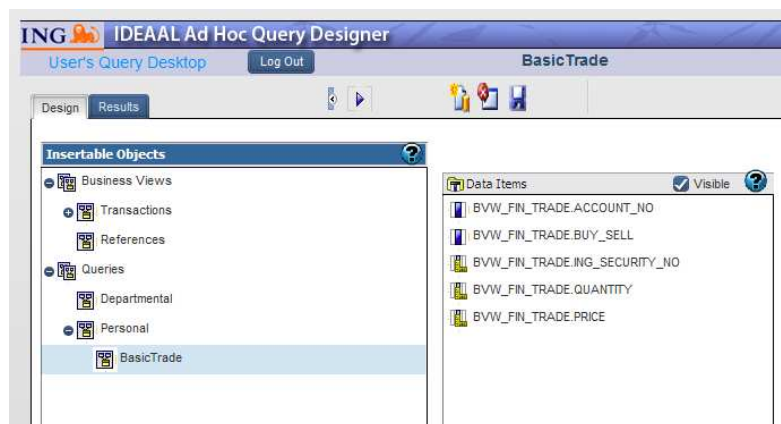 ING IDEAAL Ad Hoc Query Designer
User's Query Desktop Log Out BasicTrade
Design Results
Insertable Objects ?
Business Views
Transactions
References
Queries
Departmental
Personal
BasicTrade
Data Items Visible ?
BVW_FIN_TRADE.ACCOUNT_NO
BVW_FIN_TRADE.BUY_SELL
BVW_FIN_TRADE.ING_SECURITY_NO
BVW_FIN_TRADE.QUANTITY
BVW_FIN_TRADE.PRICE